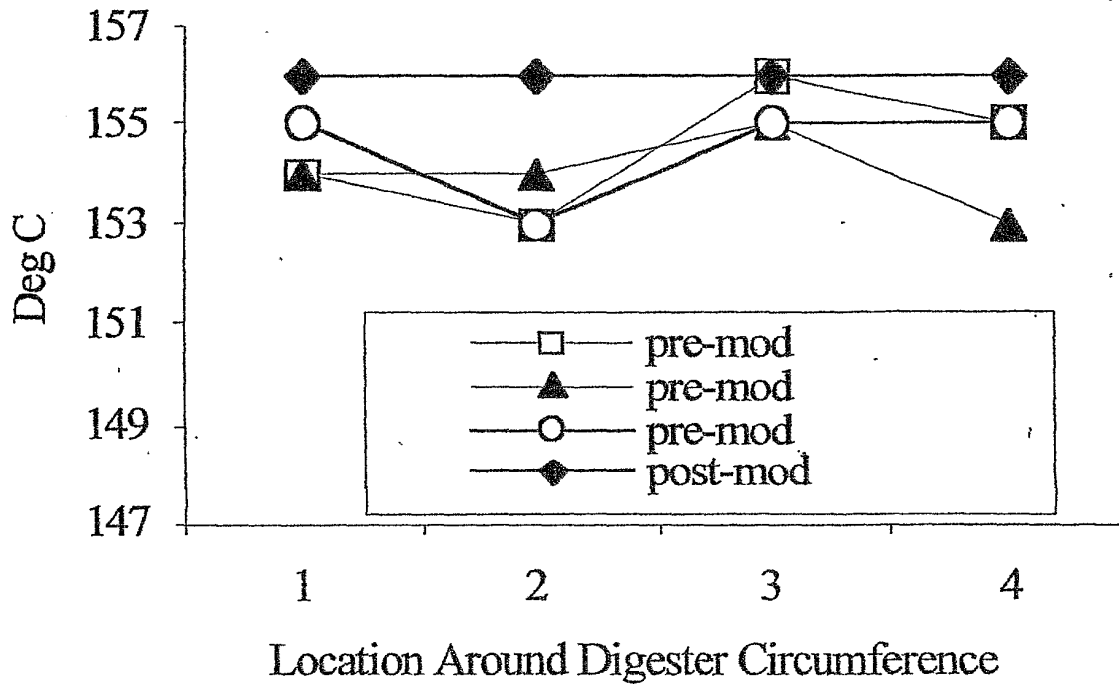 157
155
153
151
149
147
Deg C
pre-mod
pre-mod
pre-mod
post-mod
1 2 3 4
Location Around Digester Circumference